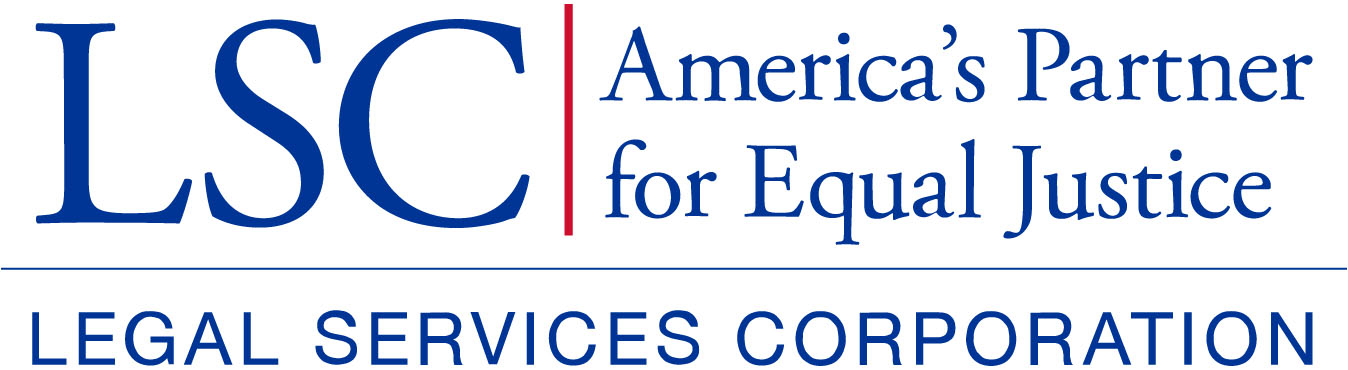 LSC
America’s Partner
for Equal Justice
LEGAL SERVICES CORPORATION